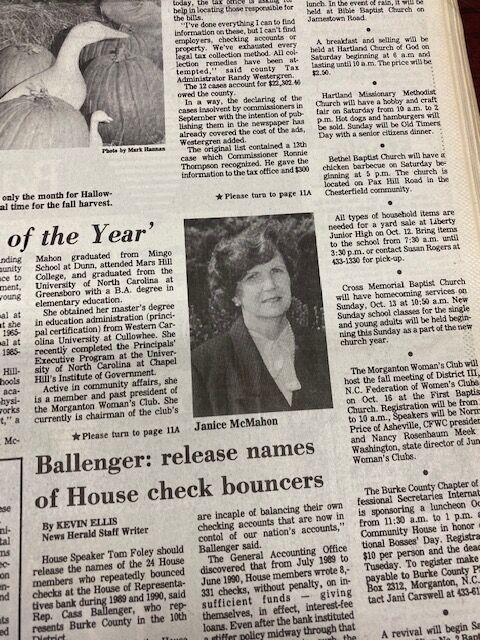 today, the tax office is asking for
help in locating those responsible for
the bills.
"I've done everything I can to find
information on these, but I can't find
employers, checking accounts or
property. We've exhausted every
legal tax collection method. All col-
lection remedies have been at-
tempted," said county Tax
Administrator Randy Westergren.
The 12 cases account for $22,302.46
owed the county.
In a way, the declaring of the
cases insolvent by commissioners in
September with the intention of pub-
lishing them in the newspaper has
already covered the cost of the ads,
Westergren added.
The original list contained a 13th
case which Commissioner Ronnie
Thompson recognized. He gave the
information to the tax office and $300
★ Please turn to page 11A
Photo by Mark Hannan
only the month for Hallow-
al time for the fall harvest.
of the Year'
Mahon graduated from Mingo
School at Dunn, attended Mars Hill
College, and graduated from the
University of North Carolina at
Greensboro with a B.A. degree in
elementary education.
She obtained her master's degree
in education administration (princi-
pal certification) from Western Car-
olina University at Cullowhee. She
recently completed the Principals'
Executive Program at the Univer-
sity of North Carolina at Chapel
Hill's Institute of Government.
Active in community affairs, she
is a member and past president of
the Morganton Woman's Club. She
currently is chairman of the club's
★ Please turn to page 11A
Janice McMahon
Ballenger: release names
of House check bouncers
By KEVIN ELLIS
News Herald Staff Writer
House Speaker Tom Foley should
release the names of the 24 House
members who repeatedly bounced
checks at the House of Representa-
tives bank during 1989 and 1990, said
Rep. Cass Ballenger, who rep-
resents Burke County in the 10th
District.
are incaple of balancing their own
checking accounts that are now in
contol of our nation's accounts,"
Ballenger said.
The General Accounting Office
discovered that from July 1989 to
June 1990, House members wrote 8,-
331 checks, without penalty, on in-
sufficient funds — giving
themselves, in effect, interest-free
loans. Even after the bank instituted
a stiffer policy midway through that
lunch. In the event of rain, it will be
held at Bible Baptist Church on
Jamestown Road.
A breakfast and selling will be
held at Hartland Church of God on
Saturday beginning at 6 a.m and
lasting until 10 a.m. The price will be
$2.50.
Hartland Missionary Methodist
Church will have a hobby and craft
fair on Saturday from 10 a.m. to 2
p.m. Hot dogs and hamburgers will
be sold. Sunday will be Old Timers
Day with a senior citizens dinner.
Bethel Baptist Church will have a
chicken barbecue on Saturday be-
ginning at 5 p.m. The church is
located on Pax Hill Road in the
Chesterfield community.
All types of household items are
needed for a yard sale at Liberty
Junior High on Oct. 12. Bring items
to the school from 7:30 a.m. until
3:30 p.m. or contact Susan Rogers at
433-1330 for pick-up.
Cross Memorial Baptist Church
will have homecoming services on
Sunday, Oct. 13 at 10:50 a.m. New
Sunday school classes for the single
and young adults will be held begin-
ning this Sunday as a part of the new
church year.
The Morganton Woman's Club will
host the fall meeting of District III,
N.C. Federation of Women's Clubs
on Oct. 16 at the First Baptis
Church. Registration will be from
to 10 a.m., Speakers will be Norm
Price of Asheville, CFWC president
and Nancy Rosenbaum Meek
Washington, state director of Jun
Woman's Clubs.
The Burke County Chapter of
fessional Secretaries Internat
will sponsoring a luncheon Oc
from 11:30 a.m. to 1 p.m. a
Community House in honor
tional Bosses' Day. Registra
$10 per person and the dead
Tuesday. To register make
payable to Burke County P
Box 2312, Morganton, N.C.
tact Jani Carswell at 433-61
A revival will begin S